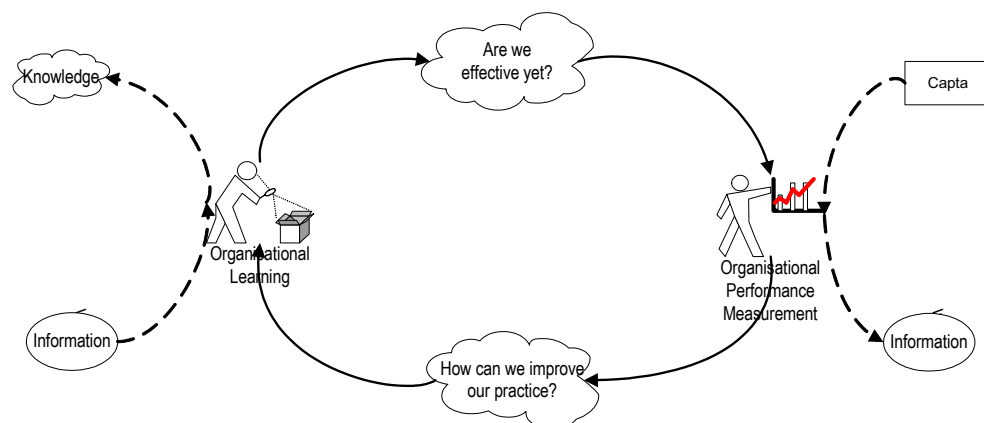 Are we
effective yet?
Knowledge
Capta
Organisational
Learning
Organisational
Performance
Measurement
Information
Information
How can we improve
our practice?